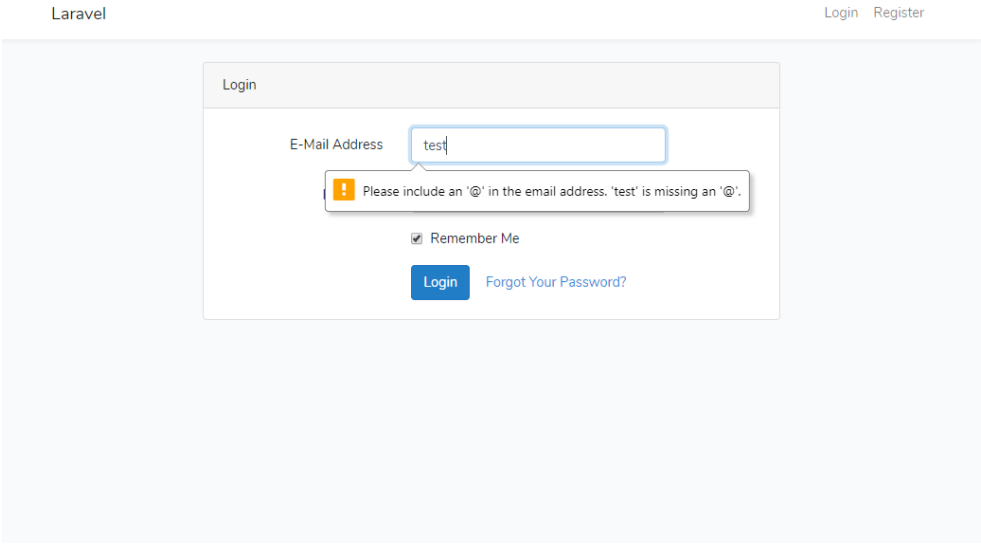 Laravel
Login Register
Login
E-Mail Address
test
Please include an '@' in the email address. 'test' is missing an '@'.
Remember Me
Login Forgot Your Password?